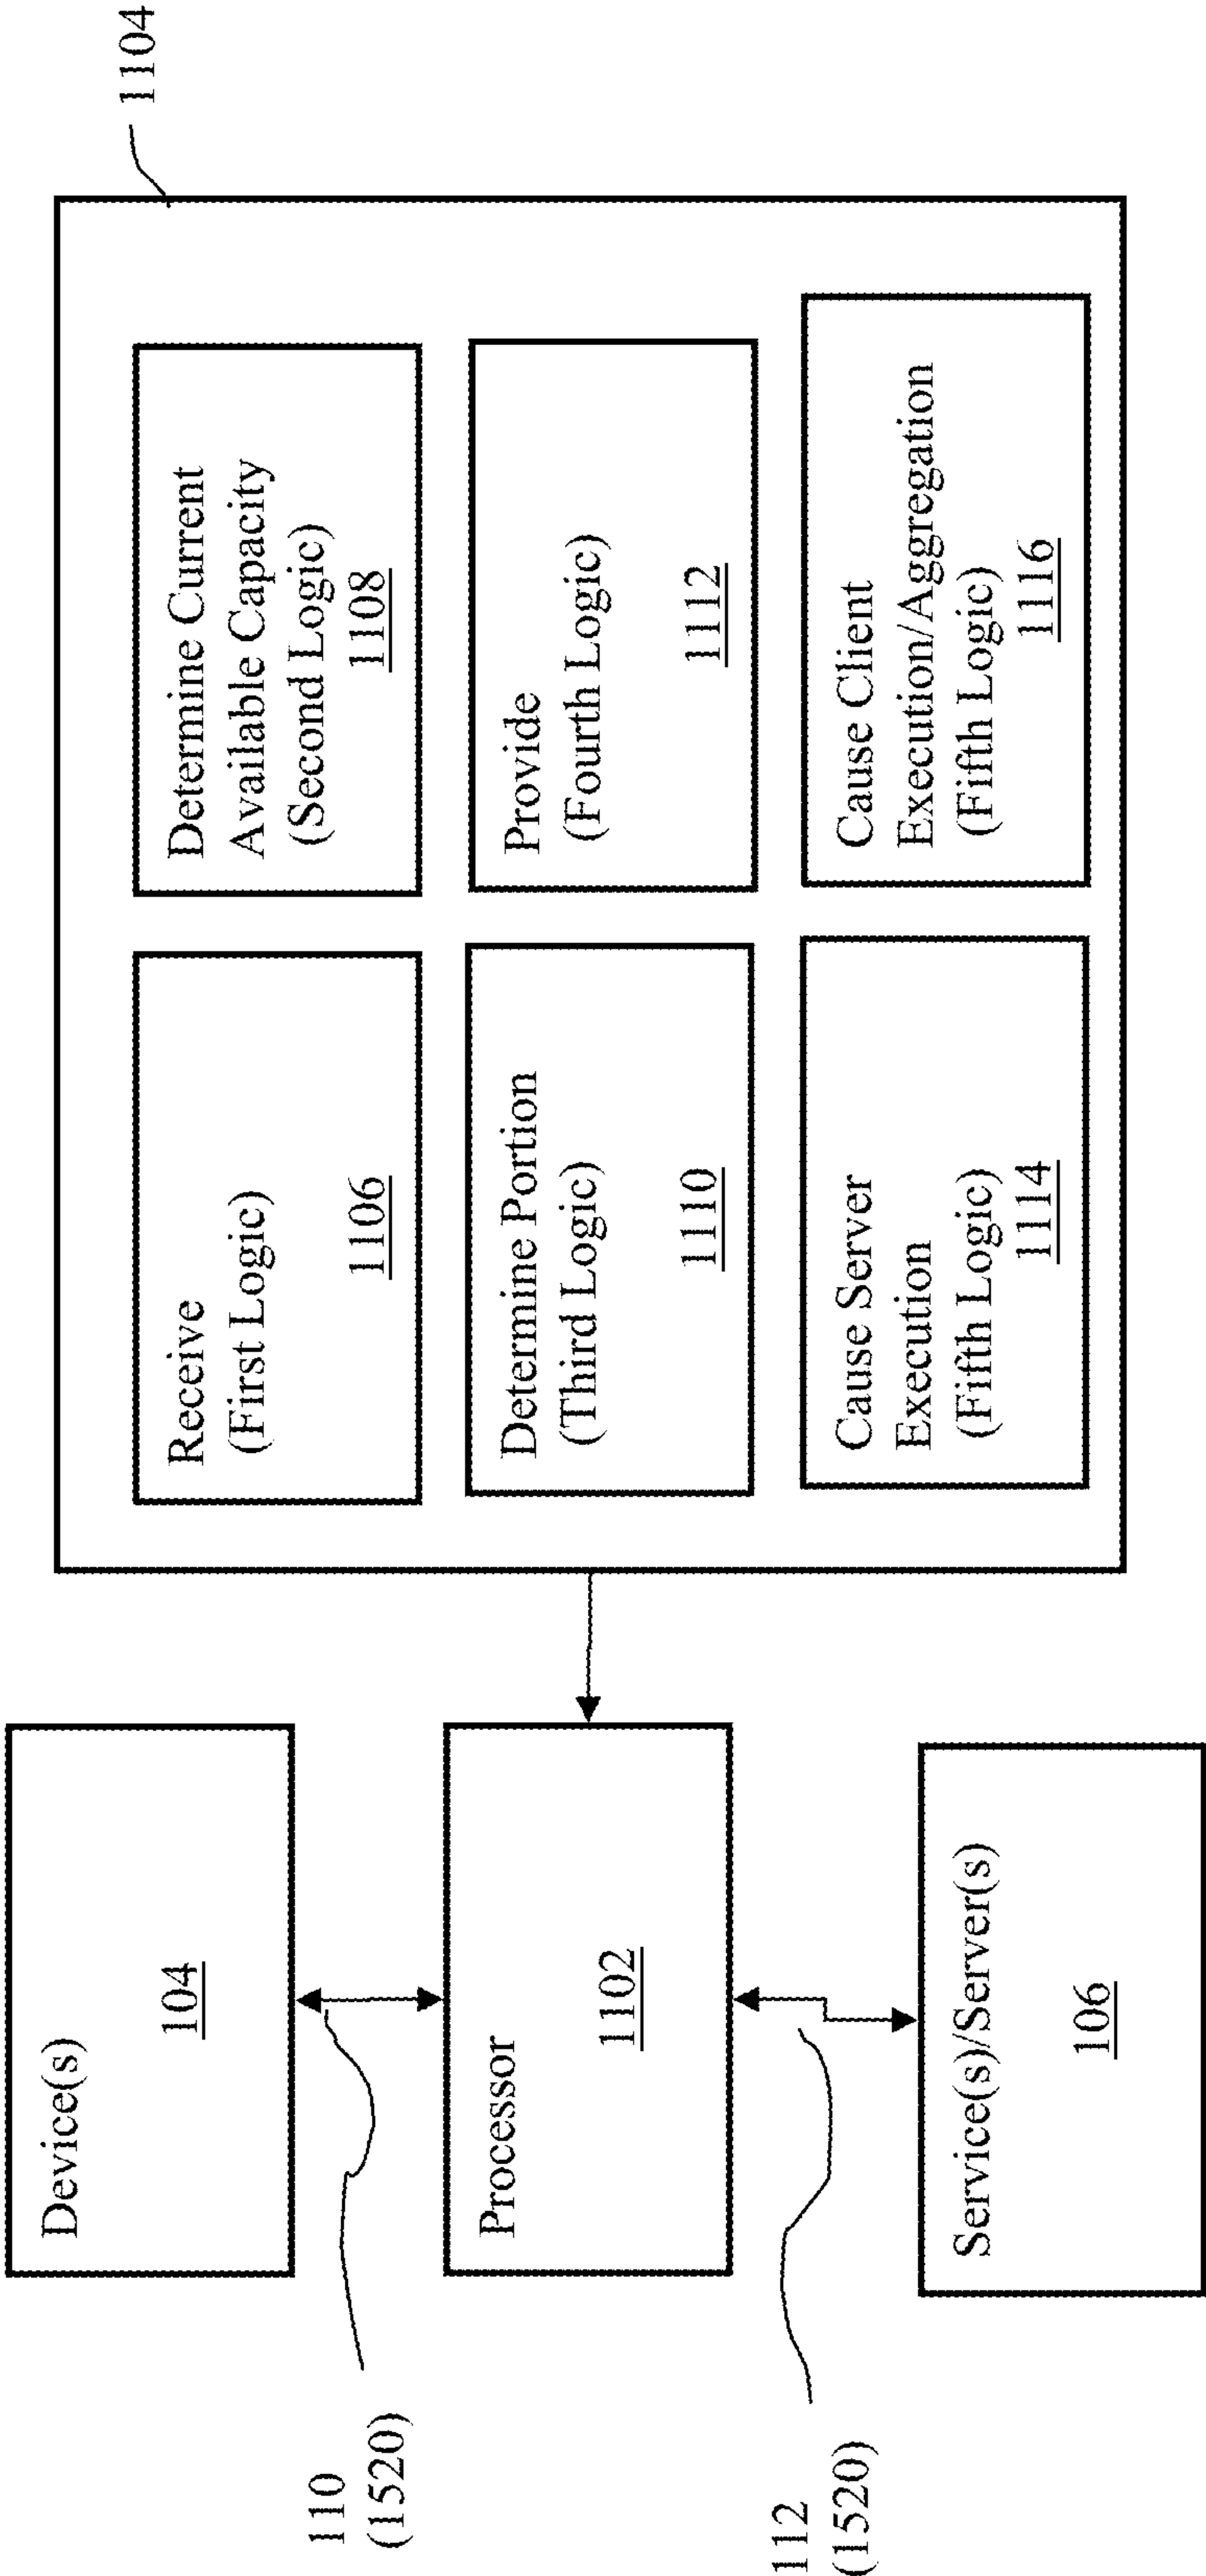 Device(s)
104
110
(1520)
Processor
1102
112
(1520)
Service(s)/Server(s)
106
1104
Receive
(First Logic)
1106
Determine Current
Available Capacity
(Second Logic)
1108
Determine Portion
(Third Logic)
1110
Provide
(Fourth Logic)
1112
Cause Server
Execution
(Fifth Logic)
1114
Cause Client
Execution/Aggregation
(Fifth Logic)
1116